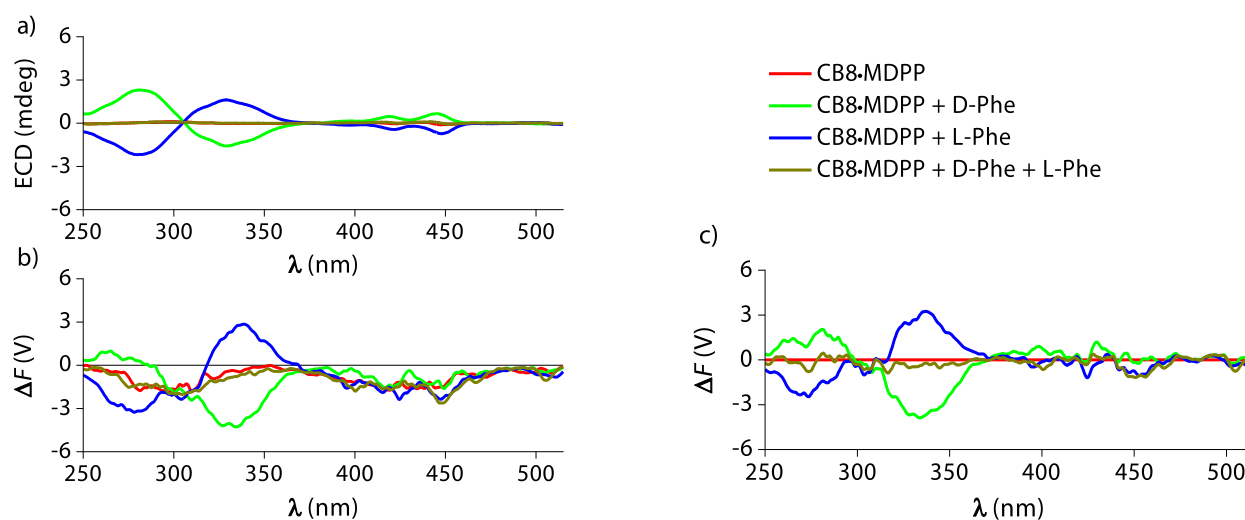 a)
6
3
0
-3
-6
ECD (mdeg)
250 300 350 400 450 500
λ (nm)
CB8•MDPP
CB8•MDPP + D-Phe
CB8•MDPP + L-Phe
CB8•MDPP + D-Phe + L-Phe
b)
6
3
0
-3
-6
ΔF (V)
250 300 350 400 450 500
λ (nm)
c)
6
3
0
-3
-6
ΔF (V)
250 300 350 400 450 500
λ (nm)